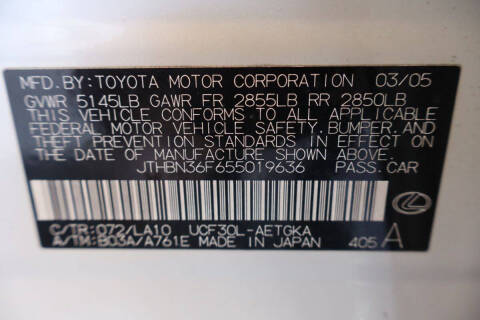 MFD. BY: TOYOTA MOTOR CORPORATION 03/05
GVWR 5145LB GAWR FR 2855LB RR 2850LB
THIS VEHICLE CONFORMS TO ALL APPLICABLE
FEDERAL MOTOR VEHICLE SAFETY, BUMPER, AND
THEFT PREVENTION STANDARDS IN EFFECT ON
THE DATE OF MANUFACTURE SHOWN ABOVE.
JTHBN36F655019636 PASS. CAR
C/TR: 072/LA10 UCF30L-AETGKA
A/TM: B03A/A761E MADE IN JAPAN 405 A